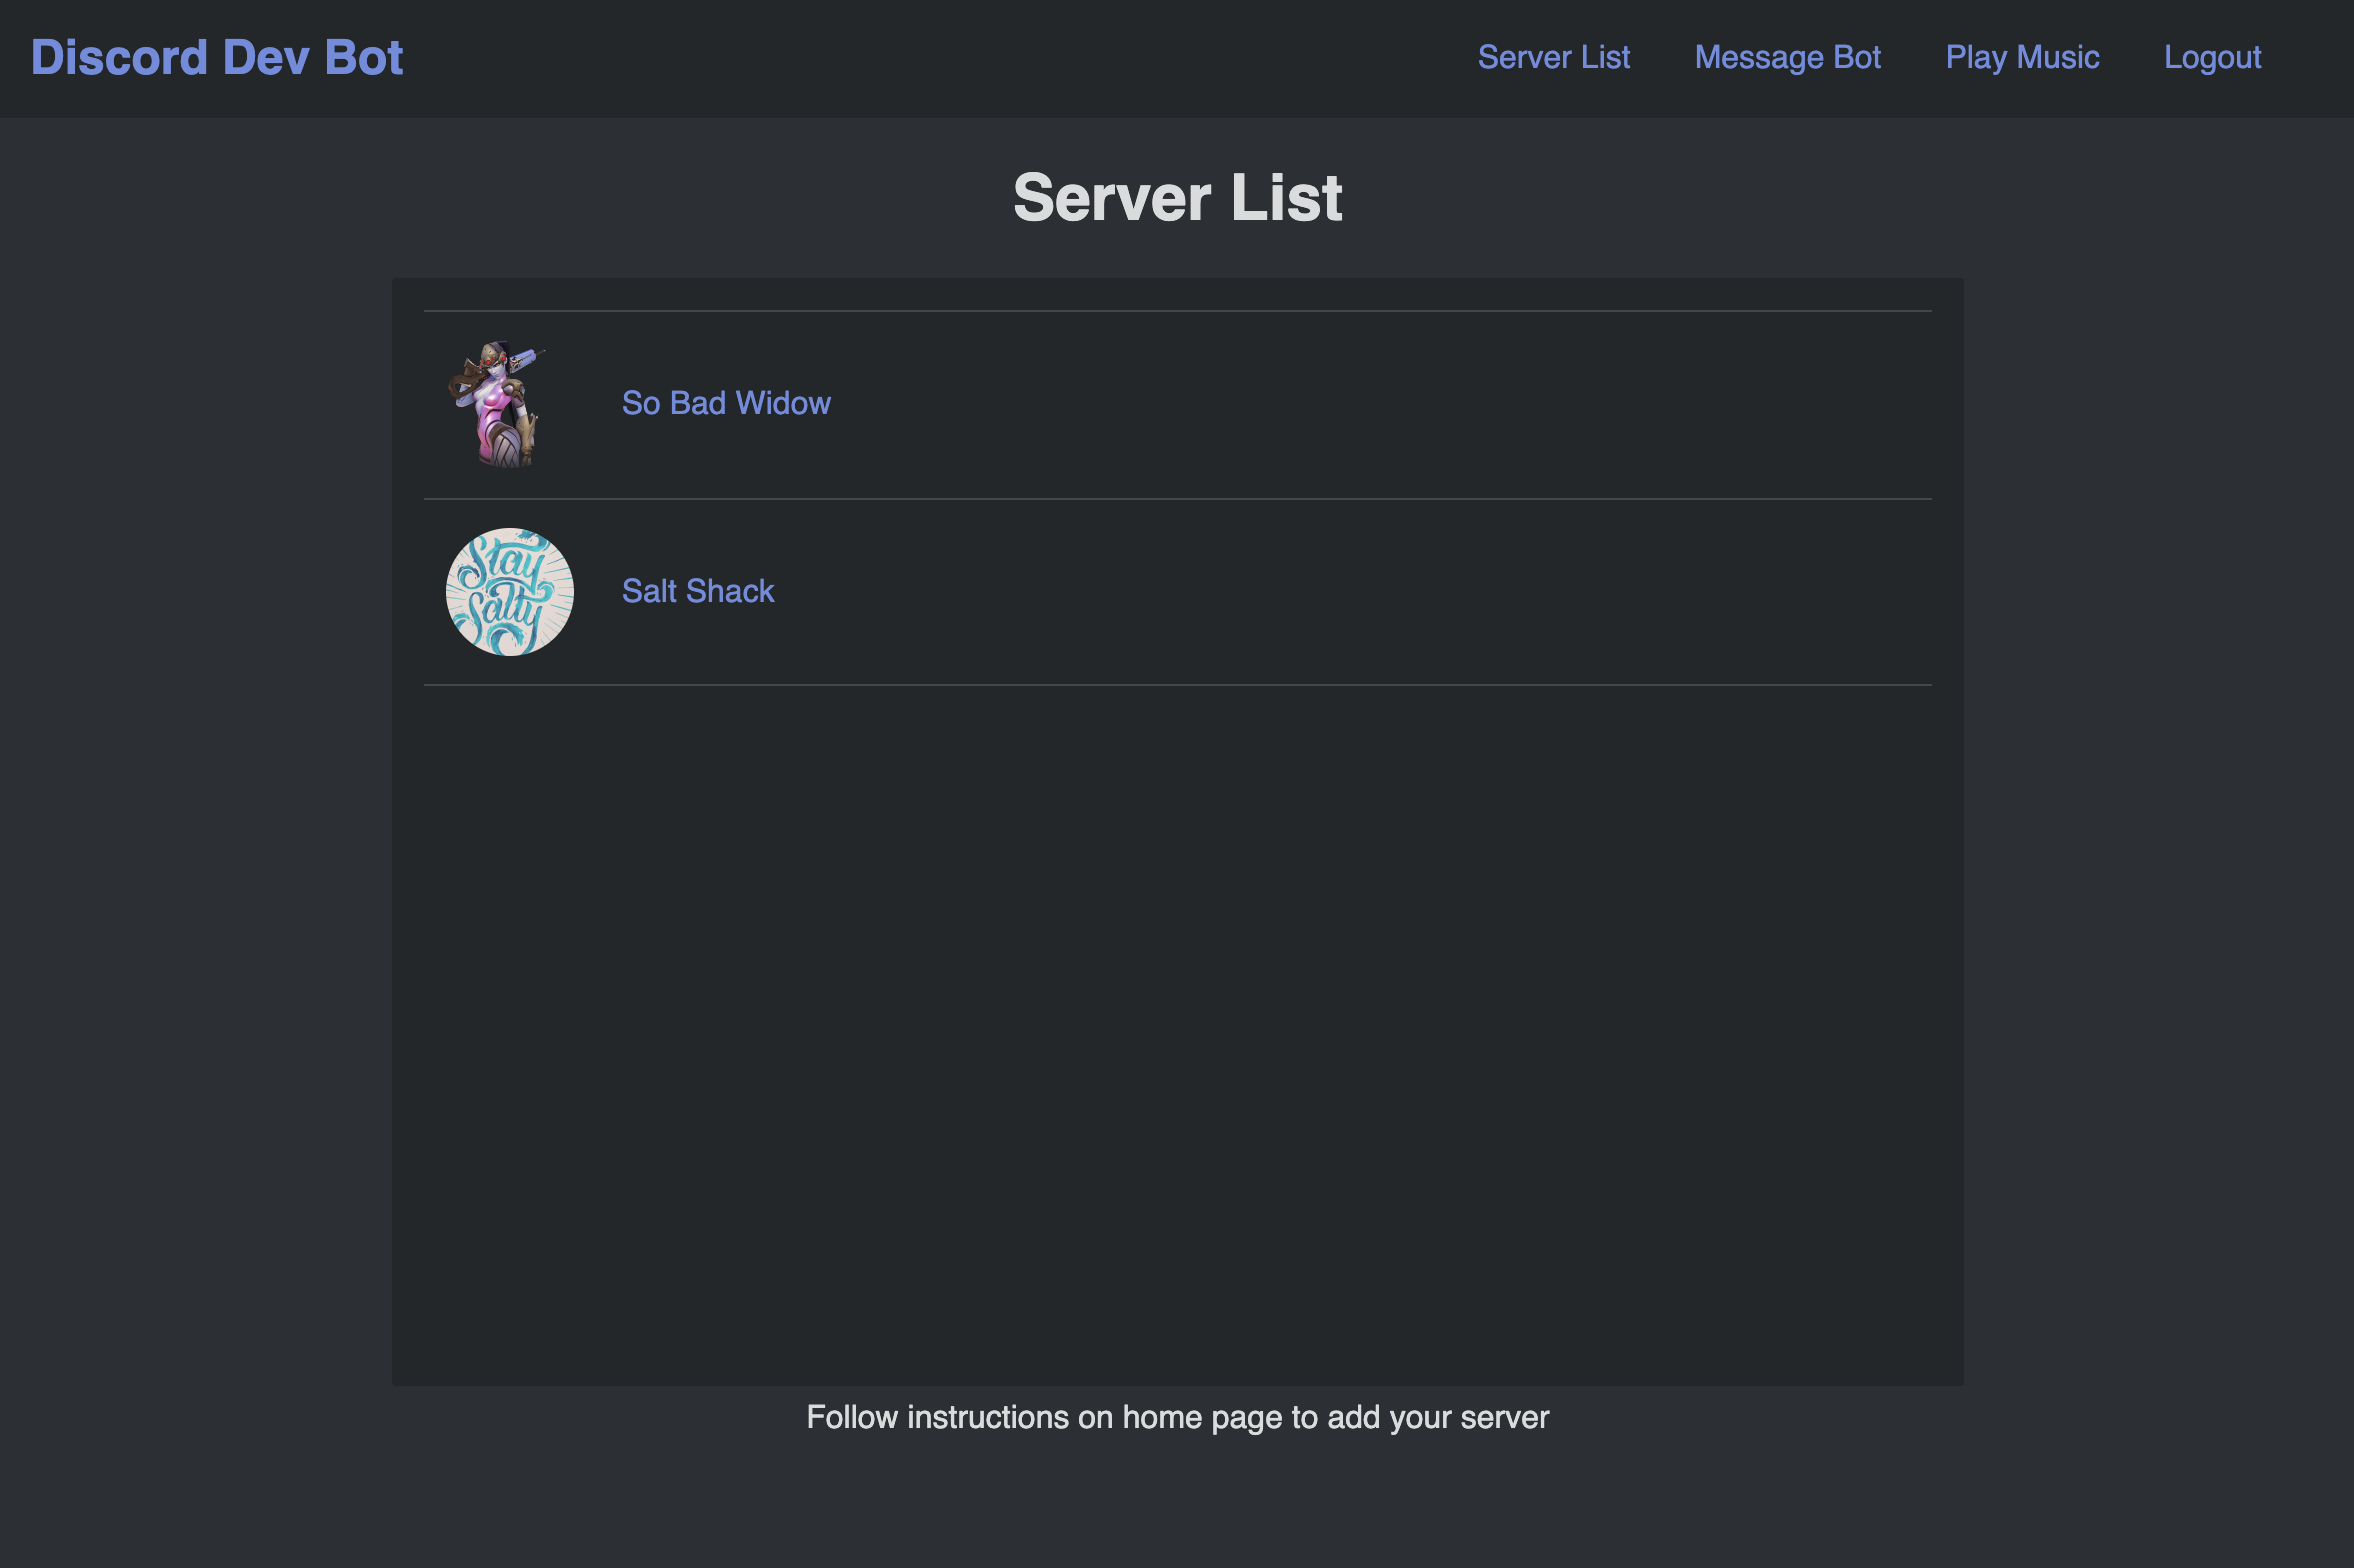 Discord Dev Bot
Server List
Message Bot
Play Music
Logout
Server List
So Bad Widow
Stay
Salty
Salt Shack
Follow instructions on home page to add your server